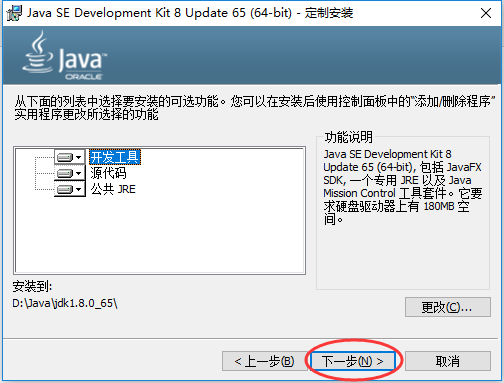 Java SE Development Kit 8 Update 65 (64-bit) - 定制安装
Java
ORACLE
从下面的列表中选择要安装的可选功能。您可以在安装后使用控制面板中的“添加/删除程序”
实用程序更改所选择的功能
开发工具
源代码
公共 JRE
功能说明
Java SE Development Kit 8
Update 65 (64-bit), 包括 JavaFX
SDK, 一个专用 JRE 以及 Java
Mission Control 工具套件。它要
求硬盘驱动器上有 180MB 空
间。
安装到:
D:\Java\jdk1.8.0_65\
更改(C)...
< 上一步(B)
下一步(N) >
取消